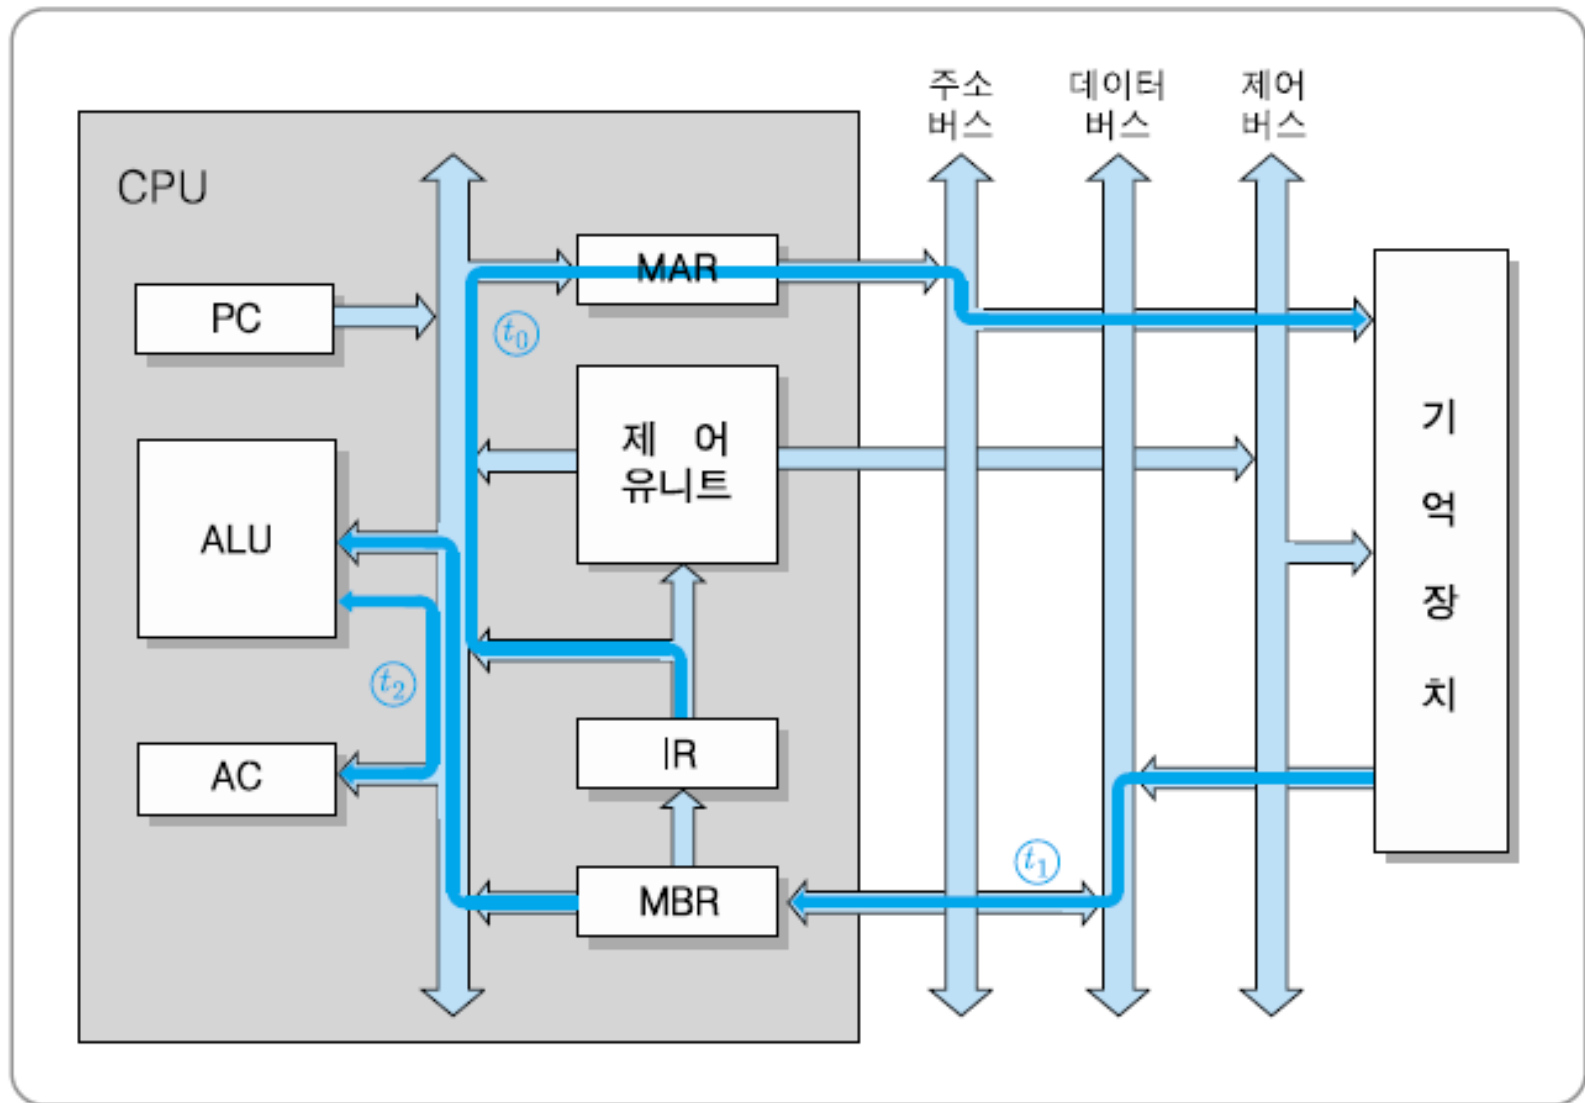 주소
버스
데이터
버스
제어
버스
CPU
MAR
PC
t₀
제 어
유니트
ALU
기
억
장
치
t₂
IR
AC
t₁
MBR